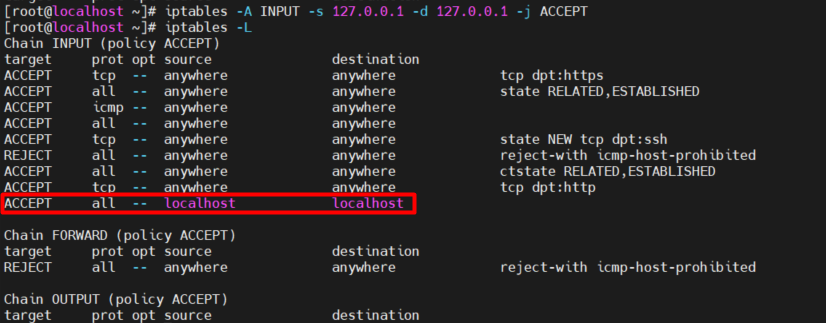 [root@localhost ~]# iptables -A INPUT -s 127.0.0.1 -d 127.0.0.1 -j ACCEPT
[root@localhost ~]# iptables -L
Chain INPUT (policy ACCEPT)
target     prot opt source               destination
ACCEPT     tcp  --  anywhere             anywhere             tcp dpt:https
ACCEPT     all  --  anywhere             anywhere             state RELATED,ESTABLISHED
ACCEPT     icmp --  anywhere             anywhere
ACCEPT     all  --  anywhere             anywhere
ACCEPT     tcp  --  anywhere             anywhere             state NEW tcp dpt:ssh
REJECT     all  --  anywhere             anywhere             reject-with icmp-host-prohibited
ACCEPT     all  --  anywhere             anywhere             ctstate RELATED,ESTABLISHED
ACCEPT     tcp  --  anywhere             anywhere             tcp dpt:http
ACCEPT     all  --  localhost            localhost
Chain FORWARD (policy ACCEPT)
target     prot opt source               destination
REJECT     all  --  anywhere             anywhere             reject-with icmp-host-prohibited
Chain OUTPUT (policy ACCEPT)
target     prot opt source               destination